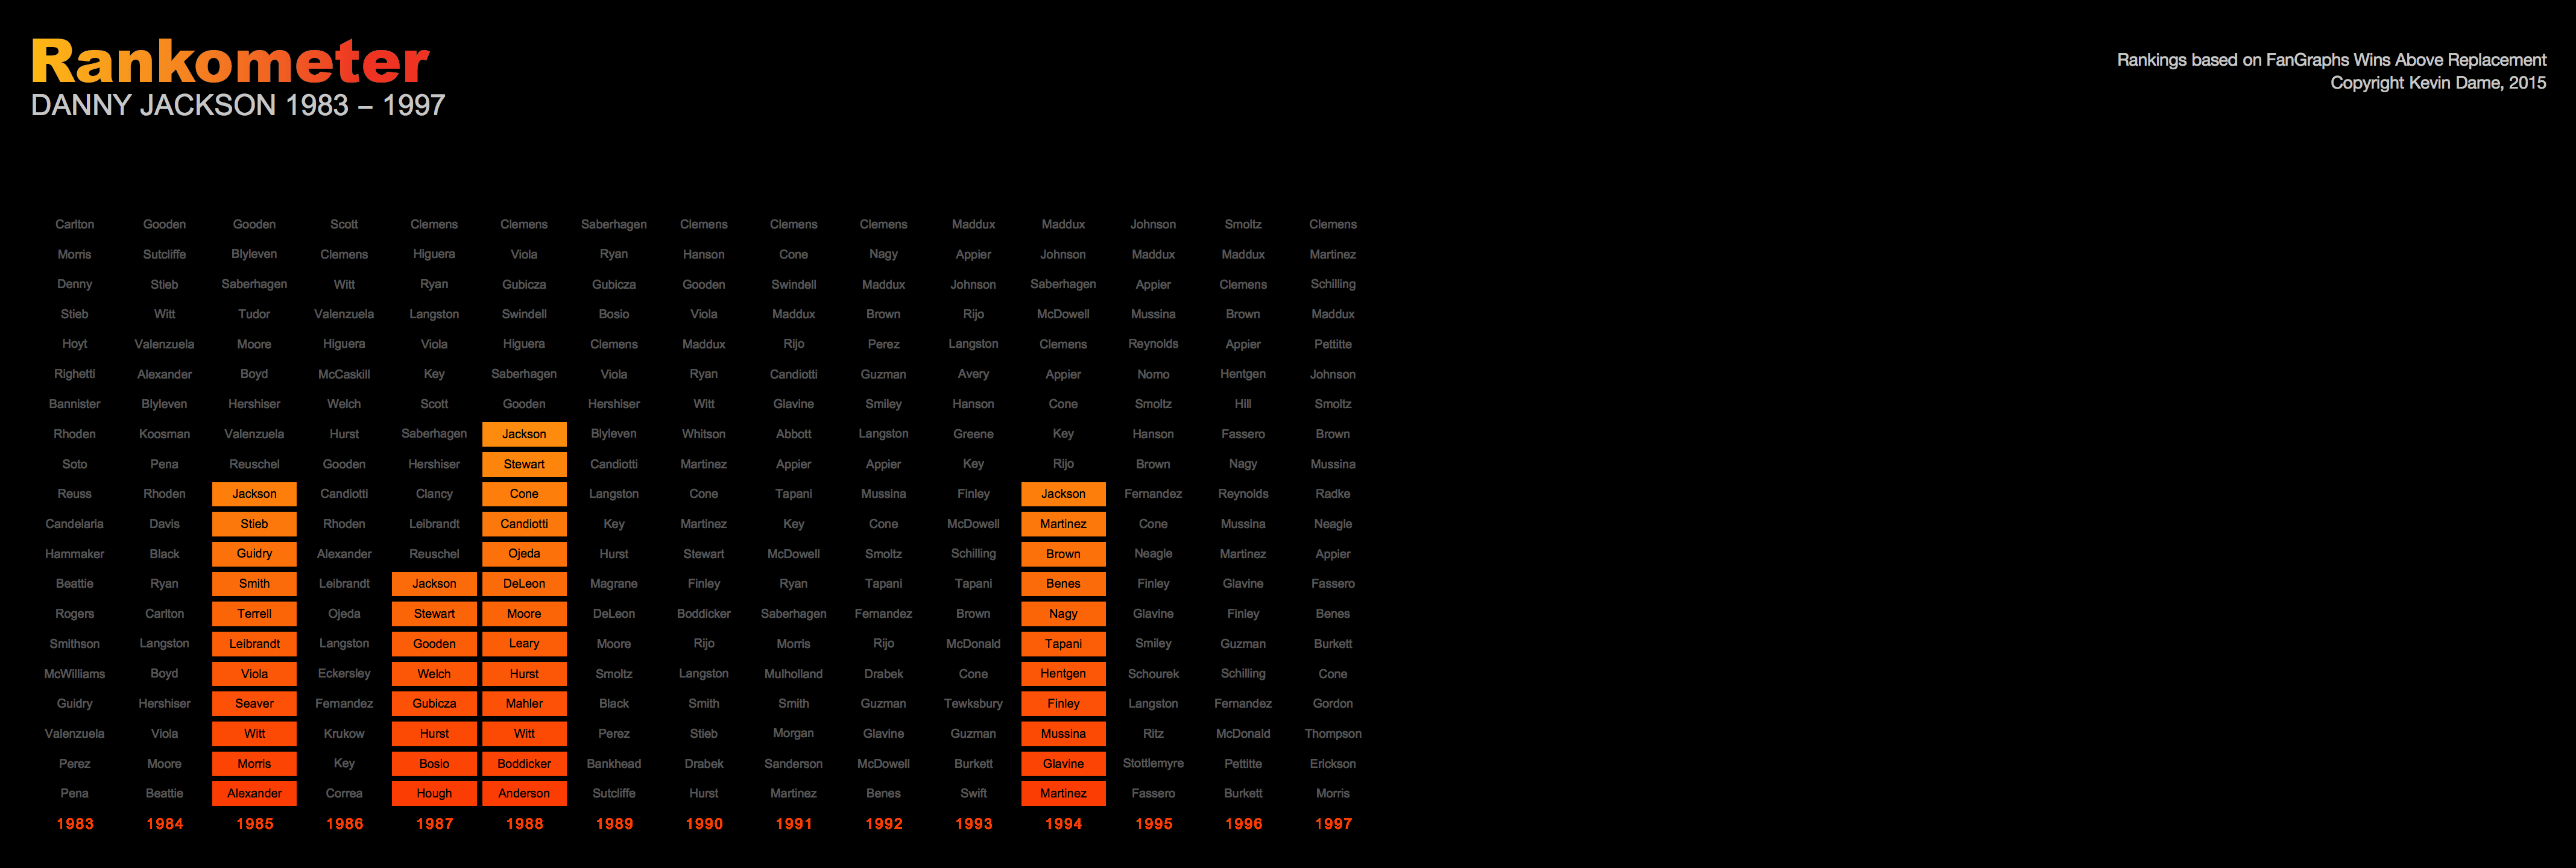 Rankometer
DANNY JACKSON 1983 – 1997
Rankings based on FanGraphs Wins Above Replacement
Copyright Kevin Dame, 2015
Carlton Gooden Gooden Scott Clemens Clemens Saberhagen Clemens Clemens Clemens Maddux Maddux Johnson Smoltz Clemens
Morris Sutcliffe Blyleven Clemens Higuera Viola Ryan Hanson Cone Nagy Appier Johnson Maddux Maddux Martinez
Denny Stieb Saberhagen Witt Ryan Gubicza Gubicza Gooden Swindell Maddux Johnson Saberhagen Appier Clemens Schilling
Stieb Witt Tudor Valenzuela Langston Swindell Bosio Viola Maddux Brown Rijo McDowell Mussina Brown Maddux
Hoyt Valenzuela Moore Higuera Viola Higuera Clemens Maddux Rijo Perez Langston Clemens Reynolds Appier Pettitte
Righetti Alexander Boyd McCaskill Key Saberhagen Viola Ryan Candiotti Guzman Avery Appier Nomo Hentgen Johnson
Bannister Blyleven Hershiser Welch Scott Gooden Hershiser Witt Glavine Smiley Hanson Cone Smoltz Hill Smoltz
Rhoden Koosman Valenzuela Hurst Saberhagen Jackson Blyleven Whitson Abbott Langston Greene Key Hanson Fassero Brown
Soto Pena Reuschel Gooden Hershiser Stewart Candiotti Martinez Appier Appier Key Rijo Brown Nagy Mussina
Reuss Rhoden Jackson Candiotti Clancy Cone Langston Cone Tapani Mussina Finley Jackson Fernandez Reynolds Radke
Candelaria Davis Stieb Rhoden Leibrandt Candiotti Key Martinez Key Cone McDowell Martinez Cone Mussina Neagle
Hammaker Black Guidry Alexander Reuschel Ojeda Hurst Stewart McDowell Smoltz Schilling Brown Neagle Martinez Appier
Beattie Ryan Smith Leibrandt Jackson DeLeon Magrane Finley Ryan Tapani Tapani Benes Finley Glavine Fassero
Rogers Carlton Terrell Ojeda Stewart Moore DeLeon Boddicker Saberhagen Fernandez Brown Nagy Glavine Finley Benes
Smithson Langston Leibrandt Langston Gooden Leary Moore Rijo Morris Rijo McDonald Tapani Smiley Guzman Burkett
McWilliams Boyd Viola Eckersley Welch Hurst Smoltz Langston Mulholland Drabek Cone Hentgen Schourek Schilling Cone
Guidry Hershiser Seaver Fernandez Gubicza Mahler Black Smith Smith Guzman Tewksbury Finley Langston Fernandez Gordon
Valenzuela Viola Witt Krukow Hurst Witt Perez Stieb Morgan Glavine Guzman Mussina Ritz McDonald Thompson
Perez Moore Morris Key Bosio Boddicker Bankhead Drabek Sanderson McDowell Burkett Glavine Stottlemyre Pettitte Erickson
Pena Beattie Alexander Correa Hough Anderson Sutcliffe Hurst Martinez Benes Swift Martinez Fassero Burkett Morris
1983 1984 1985 1986 1987 1988 1989 1990 1991 1992 1993 1994 1995 1996 1997